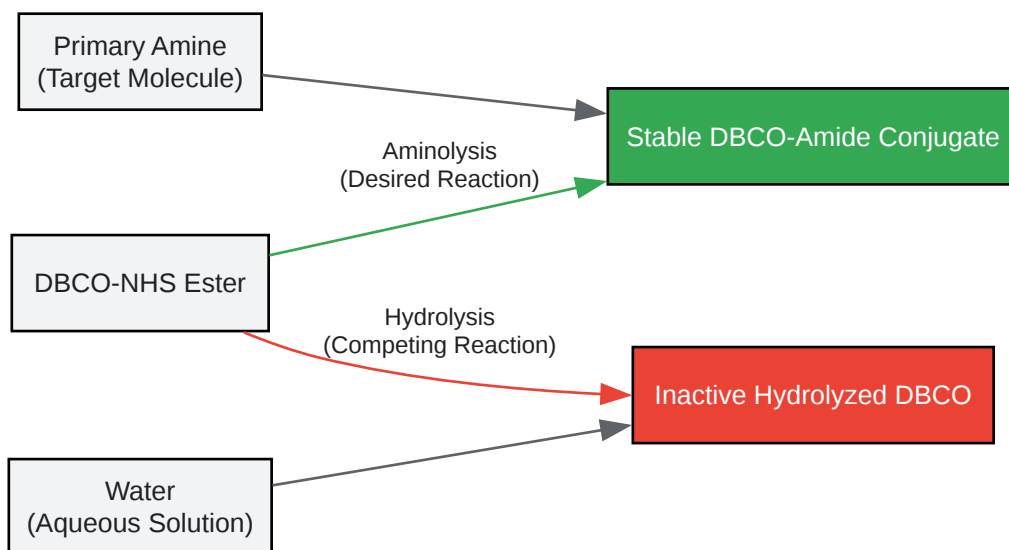 Primary Amine
(Target Molecule)
Stable DBCO-Amide Conjugate
Aminolysis
(Desired Reaction)
DBCO-NHS Ester
Hydrolysis
(Competing Reaction)
Inactive Hydrolyzed DBCO
Water
(Aqueous Solution)